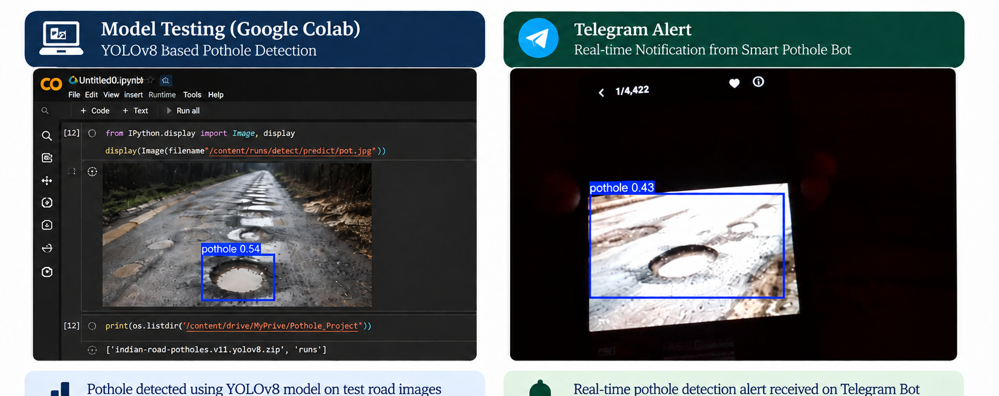 Model Testing (Google Colab)
YOLOv8 Based Pothole Detection
CO
Untitled0.ipynbt
File Edit View insert Runtime Tools Help
+ Code + Text Run all
[12] from IPython.display import Image, display
display(Image(filename"/content/runs/detect/predict/pot.jpg"))
pothole 0.54
[12] print(os.listdir('/content/drive/MyPrive/Pothole_Project"))
['indian-road-potholes.v11.yolov8.zip', 'runs']
Pothole detected using YOLOv8 model on test road images
Telegram Alert
Real-time Notification from Smart Pothole Bot
1/4,422
pothole 0.43
Real-time pothole detection alert received on Telegram Bot